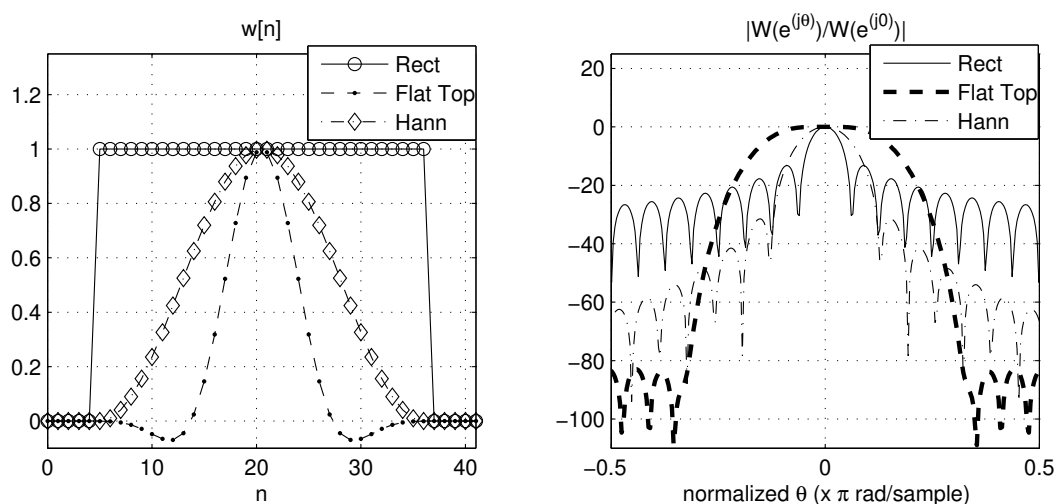 w[n]
Rect
Flat Top
Hann
1.2
1
0.8
0.6
0.4
0.2
0
0
10
20
30
40
n
|W(e^(jθ))/W(e^(j0)|
Rect
Flat Top
Hann
20
0
−20
−40
−60
−80
−100
−0.5
0
0.5
normalized θ (x π rad/sample)